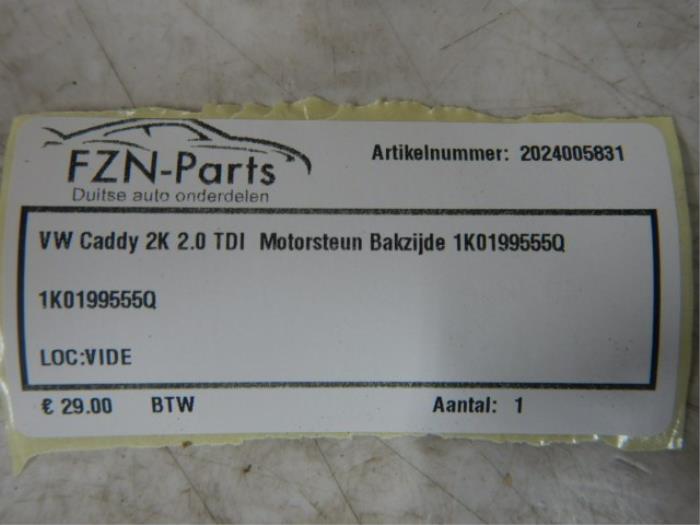 FZN-Parts
Duitse auto onderdelen
Artikelnummer: 2024005831
VW Caddy 2K 2.0 TDI Motorsteun Bakzijde 1K0199555Q
1K0199555Q
LOC:VIDE
€ 29.00 BTW Aantal: 1